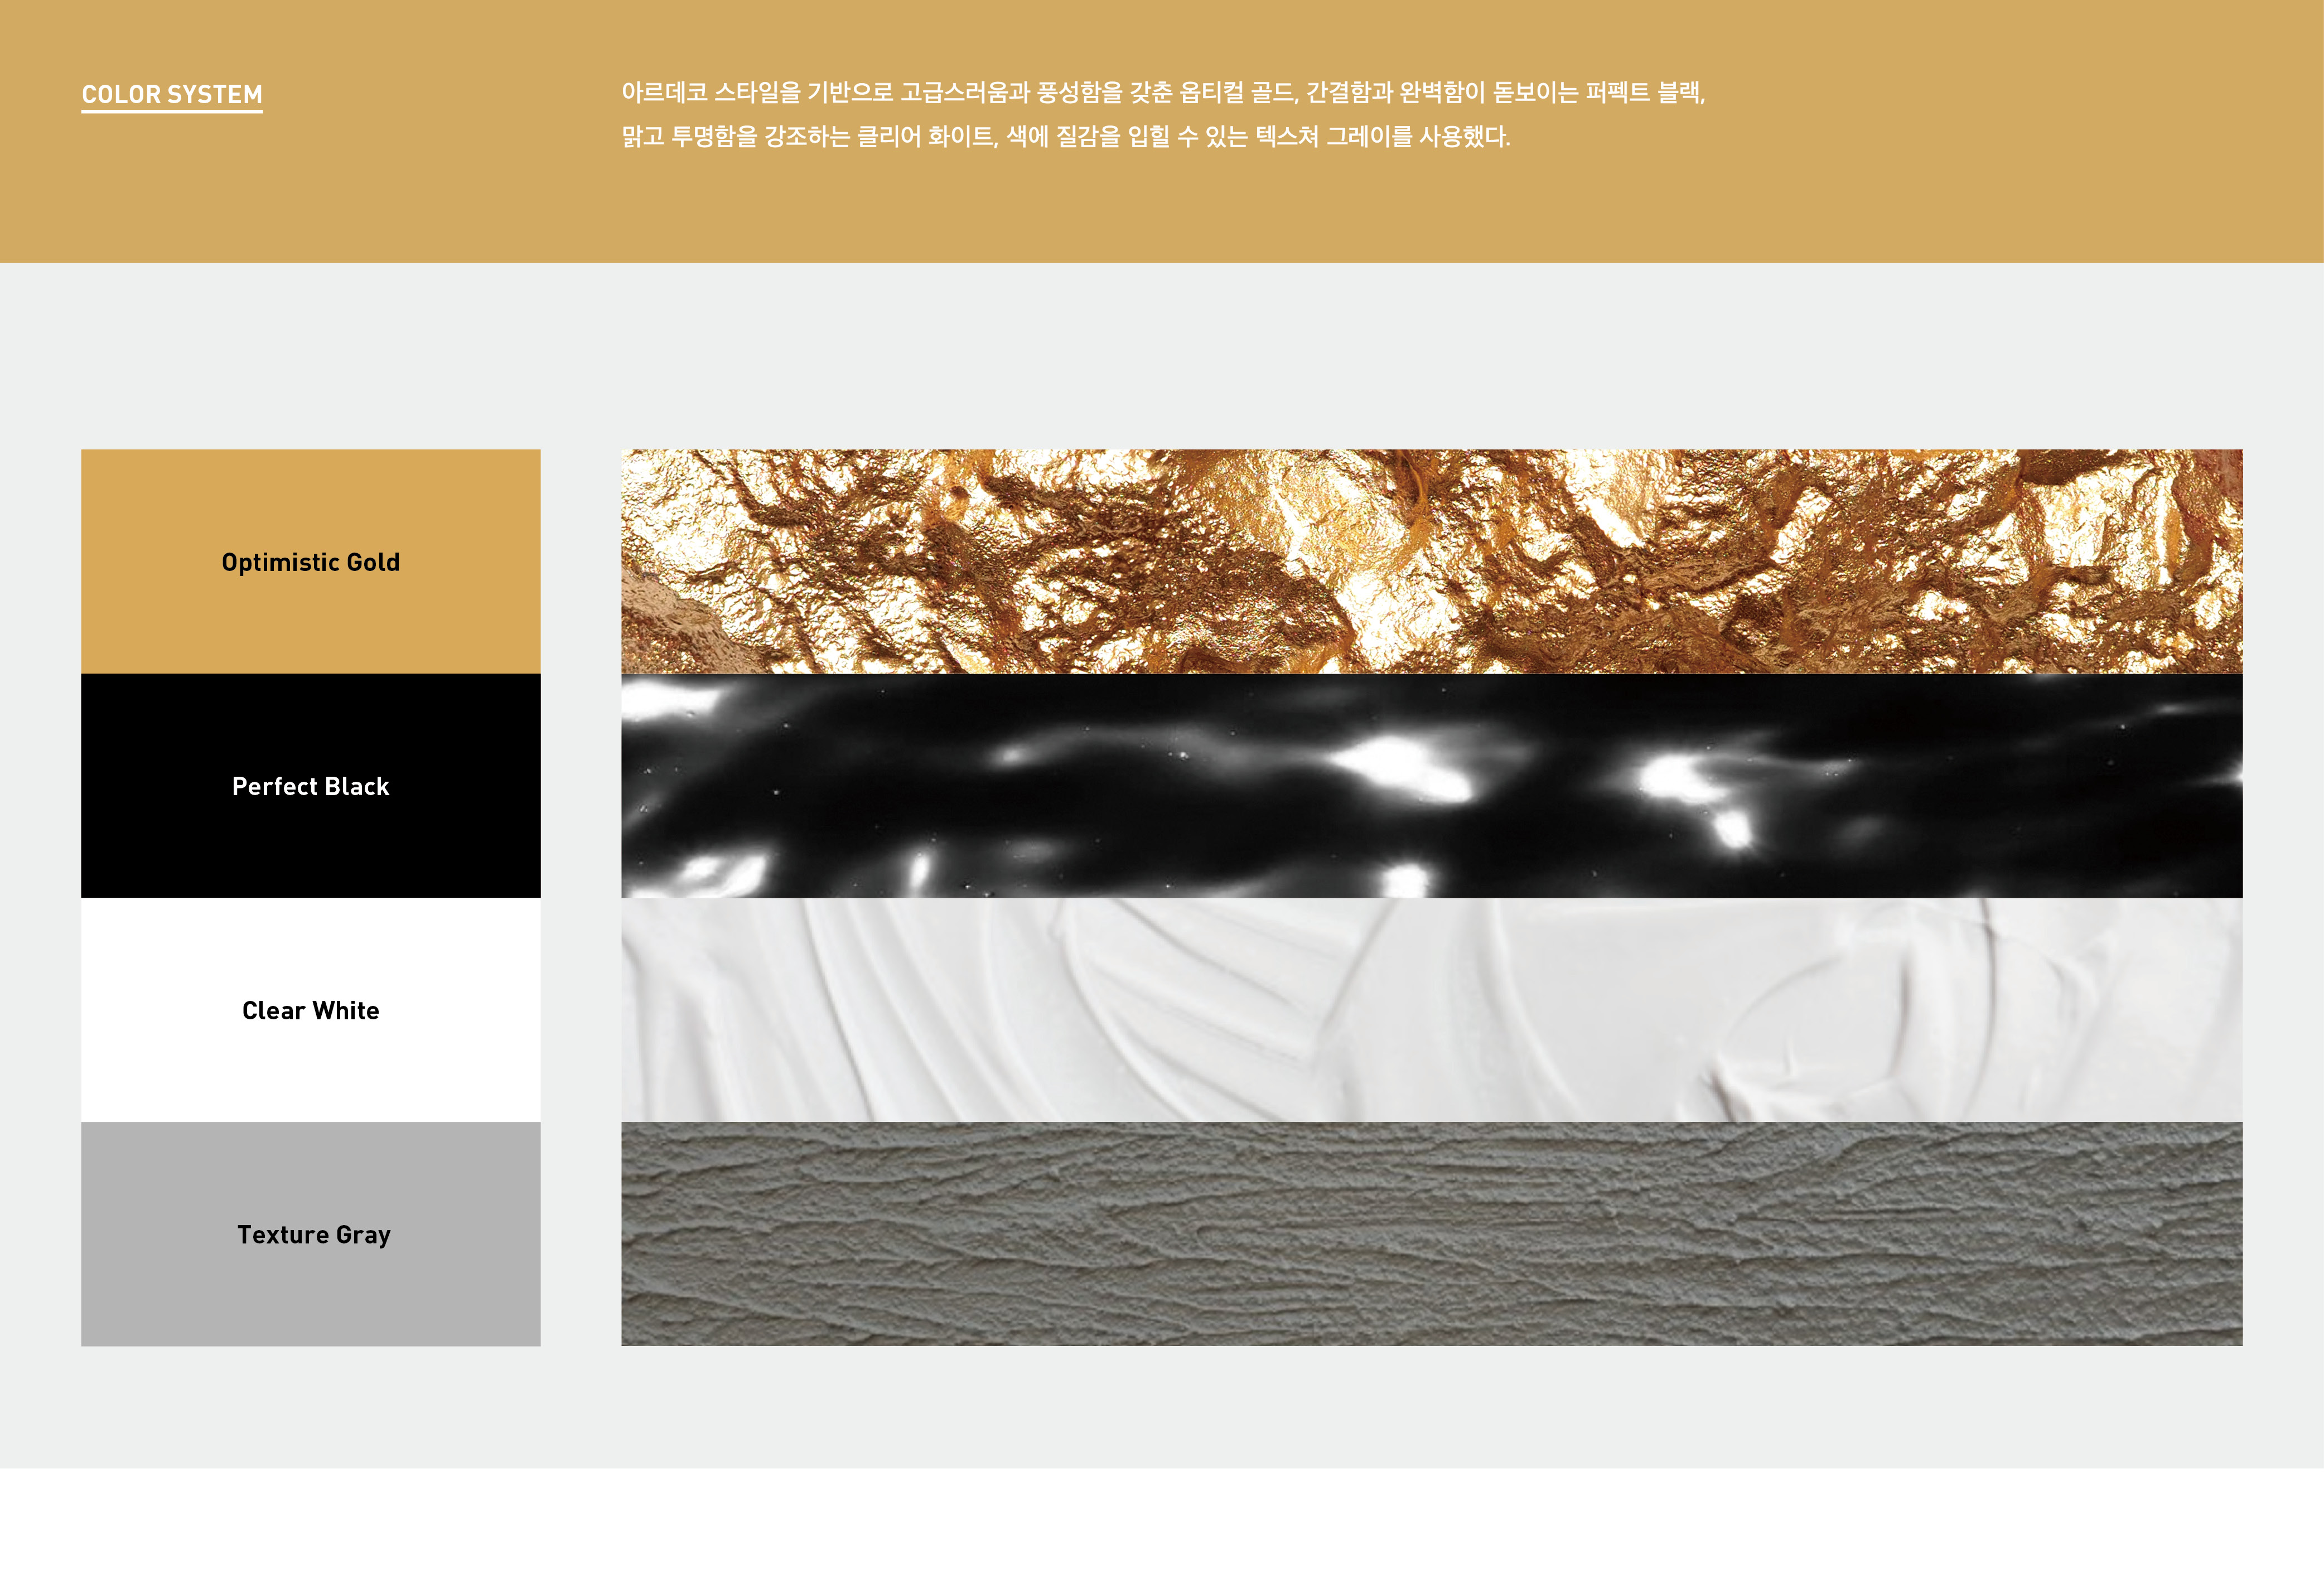 COLOR SYSTEM
아르데코 스타일을 기반으로 고급스러움과 풍성함을 갖춘 옵티컬 골드, 간결함과 완벽함이 돋보이는 퍼펙트 블랙,
맑고 투명함을 강조하는 클리어 화이트, 색에 질감을 입힐 수 있는 텍스쳐 그레이를 사용했다.
Optimistic Gold
Perfect Black
Clear White
Texture Gray